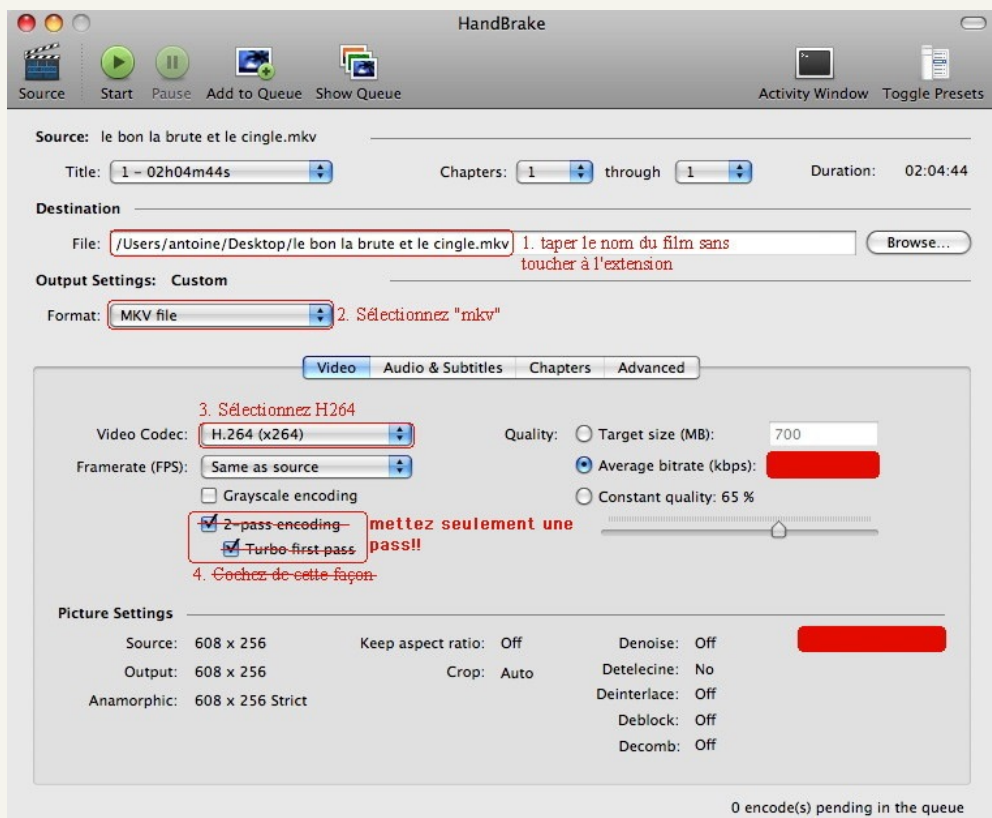 HandBrake
Source Start Pause Add to Queue Show Queue Activity Window Toggle Presets
Source: le bon la brute et le cingle.mkv
Title: 1 - 02h04m44s Chapters: 1 through 1 Duration: 02:04:44
Destination
File: /Users/antoine/Desktop/le bon la brute et le cingle.mkv 1. taper le nom du film sans Browse...
toucher à l'extension
Output Settings: Custom
Format: MKV file 2. Sélectionnez "mkv"
Video Audio & Subtitles Chapters Advanced
3. Sélectionnez H264
Video Codec: H.264 (x264) Quality: Target size (MB): 700
Framerate (FPS): Same as source Average bitrate (kbps):
Grayscale encoding Constant quality: 65 %
2-pass encoding mettez seulement une
Turbo first pass pass!!
4. Cochez de cette façon
Picture Settings
Source: 608 x 256 Keep aspect ratio: Off Denoise: Off
Output: 608 x 256 Crop: Auto Detelecine: No
Anamorphic: 608 x 256 Strict Deinterlace: Off
Deblock: Off
Decomb: Off
0 encode(s) pending in the queue